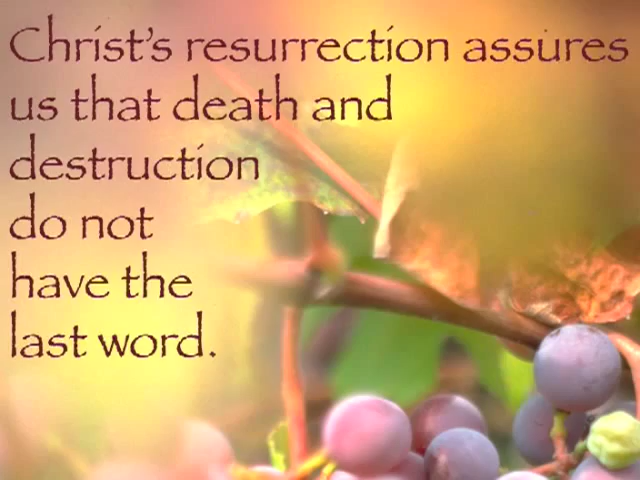 Christ's resurrection assures
us that death and
destruction
do not
have the
last word.